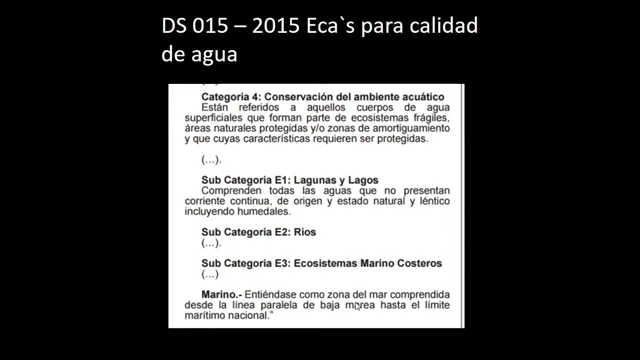 DS 015 – 2015 Eca`s para calidad
de agua
(...)
Categoría 4: Conservación del ambiente acuático
Están referidos a aquellos cuerpos de agua
superficiales que forman parte de ecosistemas frágiles,
áreas naturales protegidas y/o zonas de amortiguamiento
y que cuyas características requieren ser protegidas.
(...).
Sub Categoría E1: Lagunas y Lagos
Comprenden todas las aguas que no presentan
corriente continua, de origen y estado natural y léntico
incluyendo humedales.
Sub Categoría E2: Ríos
(...).
Sub Categoría E3: Ecosistemas Marino Costeros
(...)
Marino.- Entiéndase como zona del mar comprendida
desde la línea paralela de baja marea hasta el límite
marítimo nacional.”